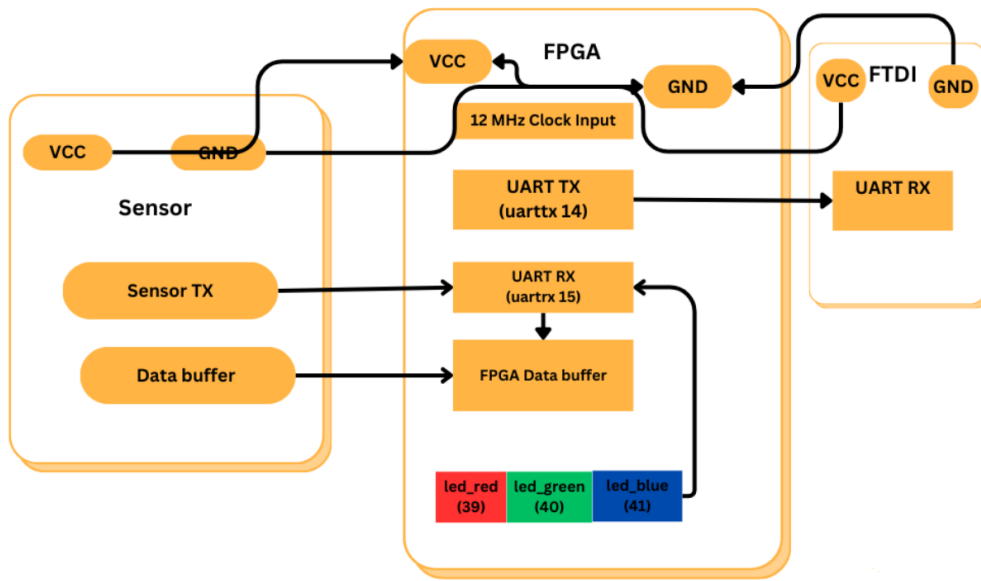 FPGA
VCC
GND
FTDI
VCC
GND
12 MHz Clock Input
VCC
GND
Sensor
UART TX
(uarttx 14)
UART RX
Sensor TX
UART RX
(uartrx 15)
Data buffer
FPGA Data buffer
led_red
(39)
led_green
(40)
led_blue
(41)